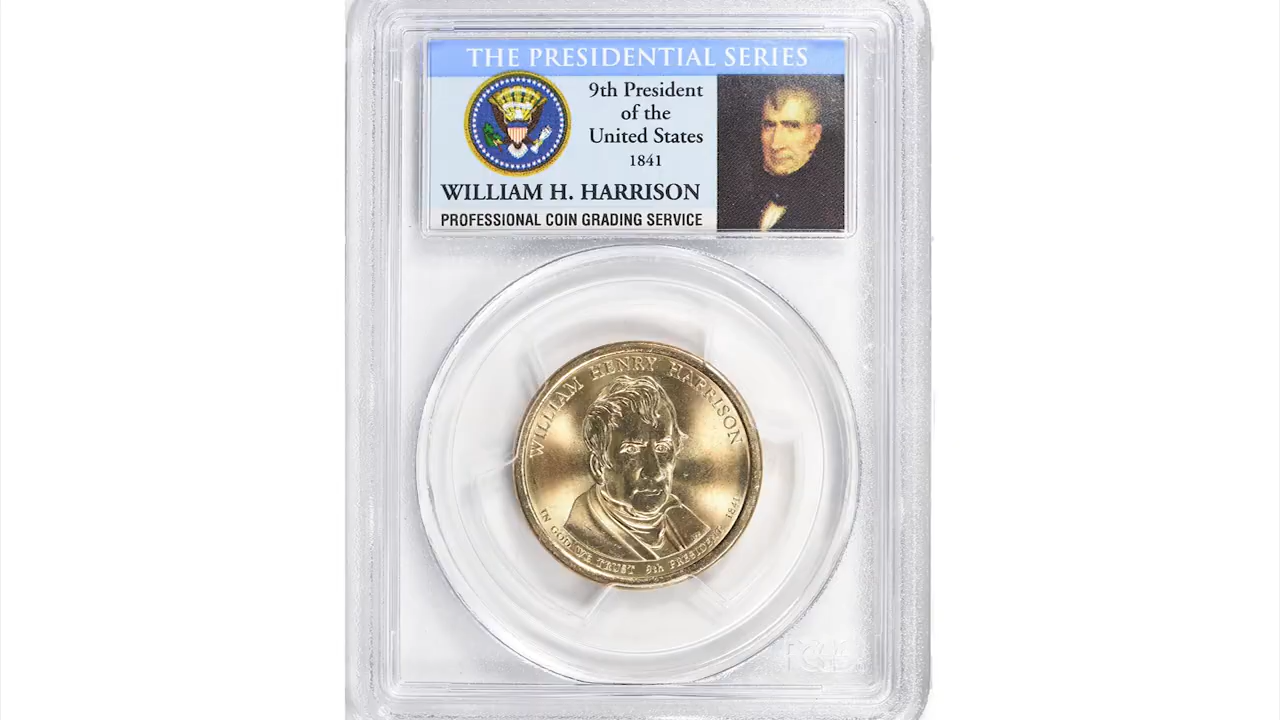 THE PRESIDENTIAL SERIES
9th President
of the
United States
1841
WILLIAM H. HARRISON
PROFESSIONAL COIN GRADING SERVICE
WILLIAM HENRY HARRISON
IN GOD WE TRUST 9th PRESIDENT 1841
PCGS